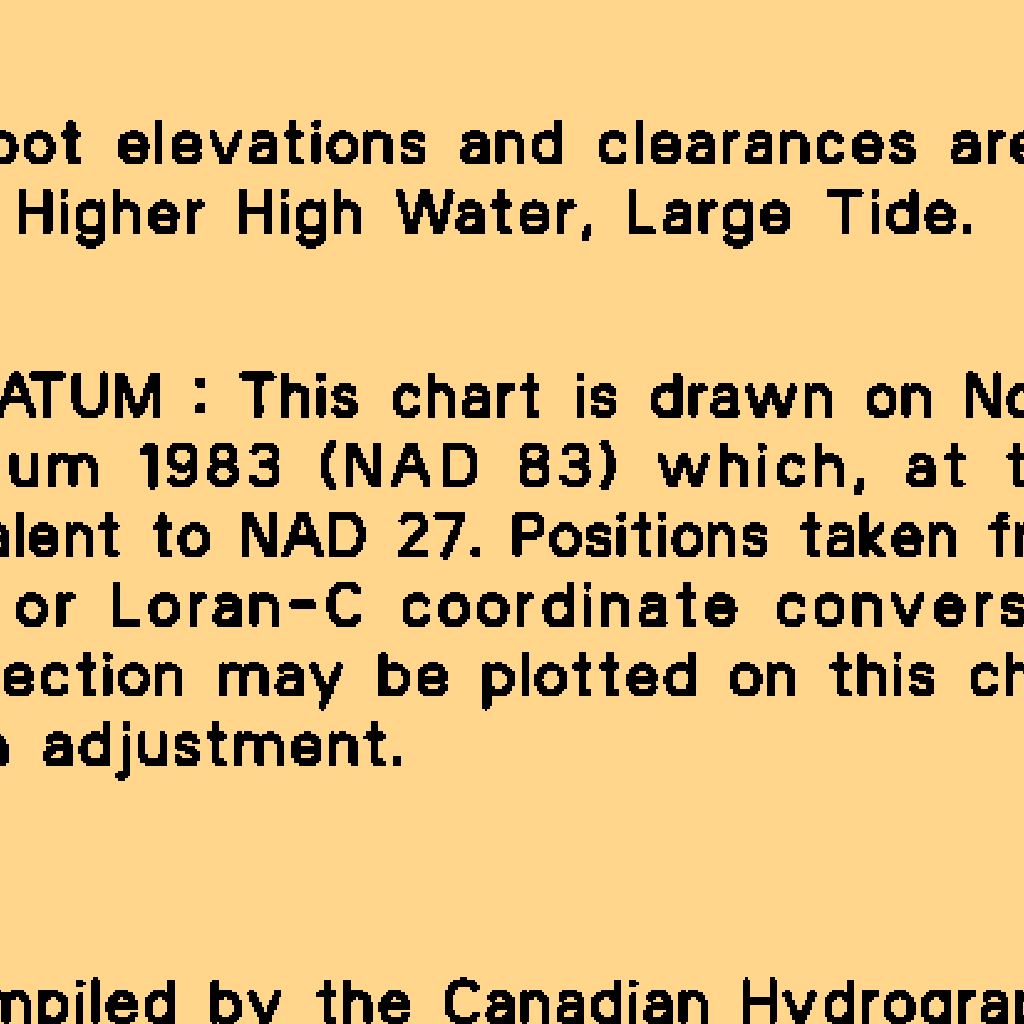 oot elevations and clearances are
Higher High Water, Large Tide.
ATUM : This chart is drawn on No
um 1983 (NAD 83) which, at t
alent to NAD 27. Positions taken fr
or Loran-C coordinate convers
ection may be plotted on this ch
adjustment.
mpiled by the Canadian Hydrogra